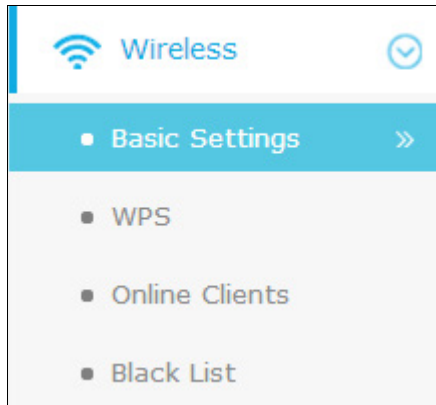 Wireless
Basic Settings
WPS
Online Clients
Black List